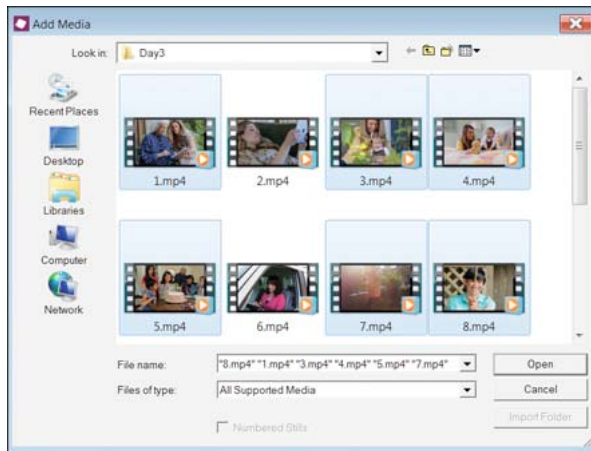 Add Media
Look in:
Day3
Recent Places
Desktop
Libraries
Computer
Network
1.mp4
2.mp4
3.mp4
4.mp4
5.mp4
6.mp4
7.mp4
8.mp4
File name:
"8.mp4" "1.mp4" "3.mp4" "4.mp4" "5.mp4" "7.mp4"
Open
Files of type:
All Supported Media
Cancel
Numbered Stills
Import Folder